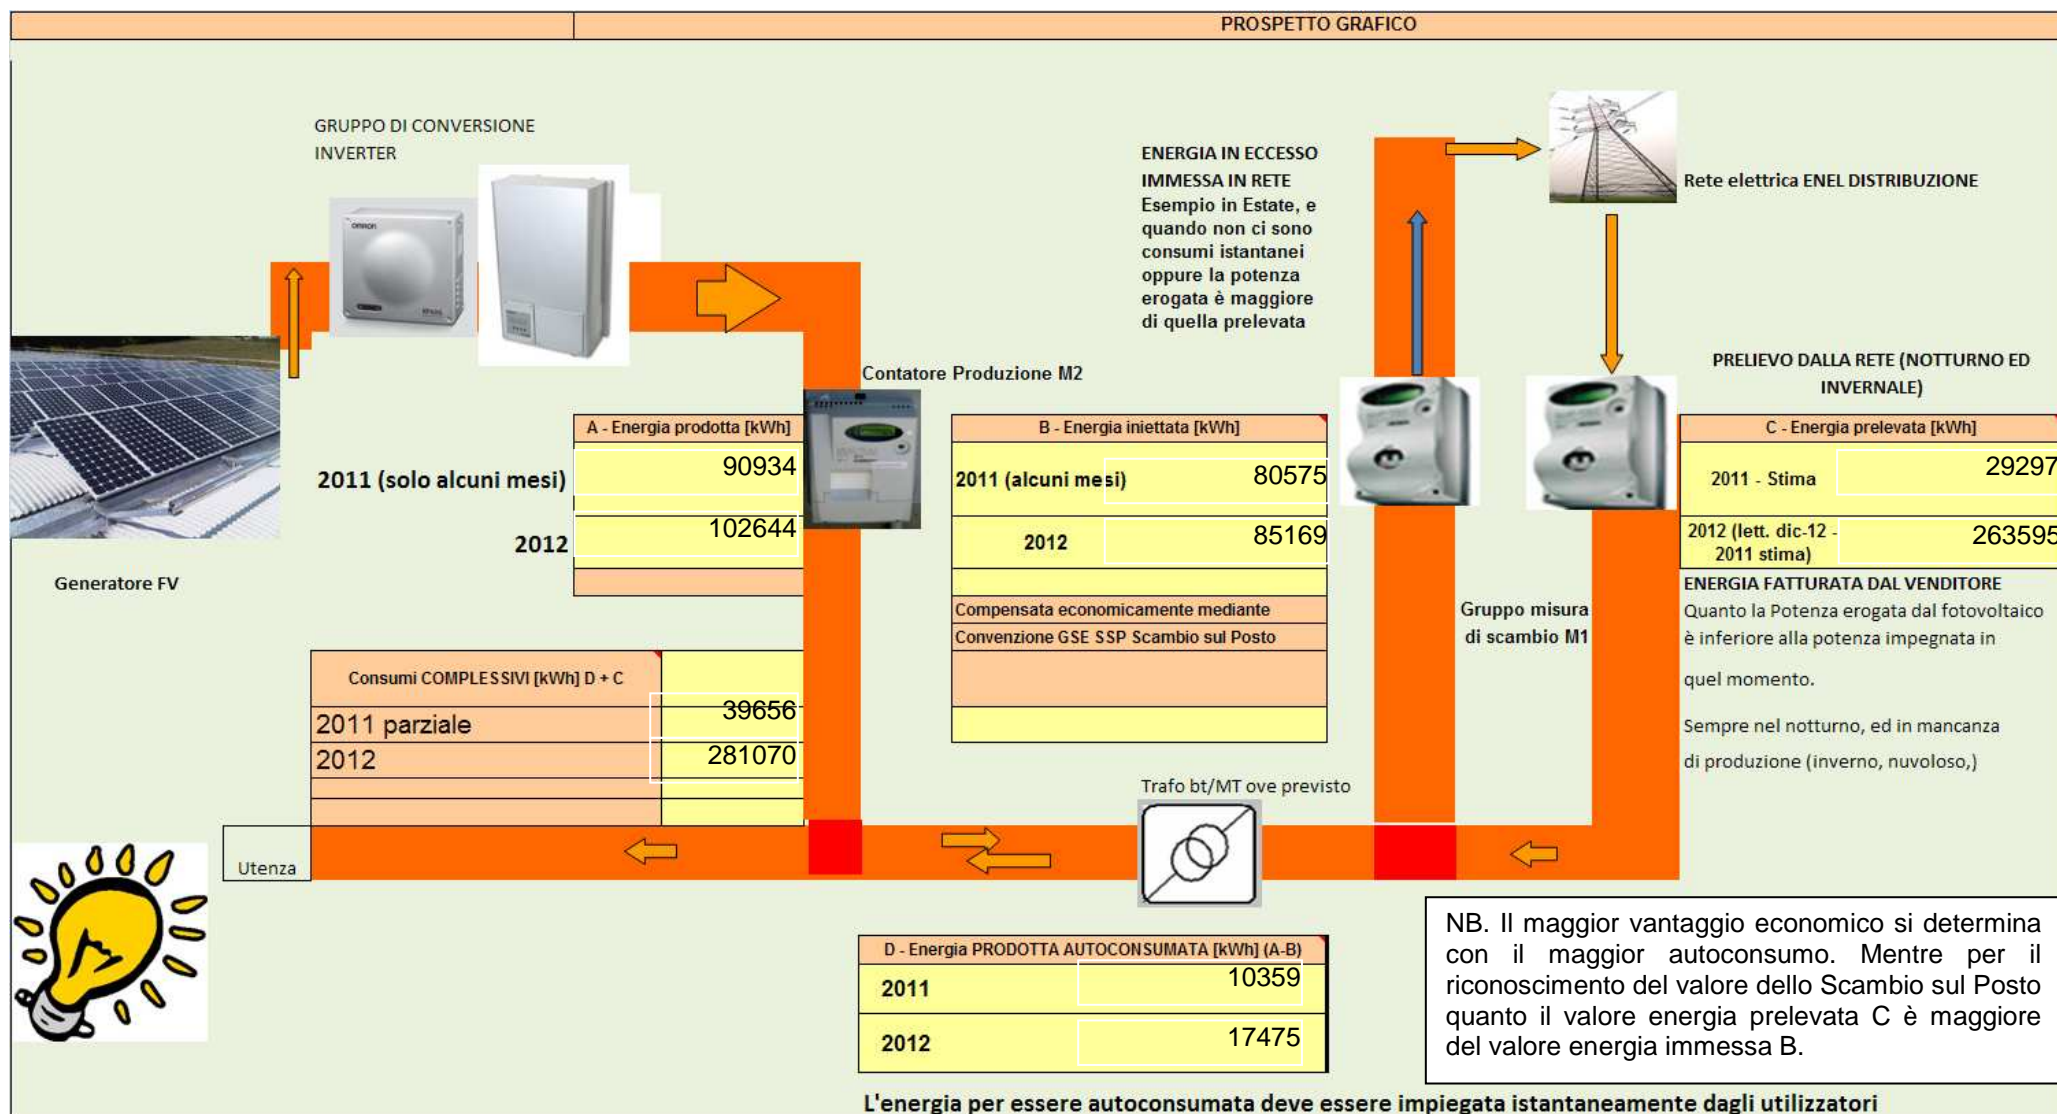 PROSPETTO GRAFICO
GRUPPO DI CONVERSIONE
INVERTER
omron
ENERGIA IN ECCESSO
IMMESSA IN RETE
Esempio in Estate, e
quando non ci sono
consumi istantanei
oppure la potenza
erogata è maggiore
di quella prelevata
Rete elettrica ENEL DISTRIBUZIONE
Contatore Produzione M2
PRELIEVO DALLA RETE (NOTTURNO ED
INVERNALE)
A - Energia prodotta [kWh]
2011 (solo alcuni mesi) 90934
2012 102644
B - Energia iniettata [kWh]
2011 (alcuni mesi) 80575
2012 85169
Compensata economicamente mediante
Convenzione GSE SSP Scambio sul Posto
C - Energia prelevata [kWh]
2011 - Stima 29297
2012 (lett. dic-12 -
2011 stima) 263595
ENERGIA FATTURATA DAL VENDITORE
Quanto la Potenza erogata dal fotovoltaico
è inferiore alla potenza impegnata in
quel momento.
Sempre nel notturno, ed in mancanza
di produzione (inverno, nuvoloso,)
Generatore FV
Gruppo misura
di scambio M1
Consumi COMPLESSIVI [kWh] D + C
2011 parziale 39656
2012 281070
Trafo bt/MT ove previsto
Utenza
D - Energia PRODOTTA AUTOCONSUMATA [kWh] (A-B)
2011 10359
2012 17475
NB. Il maggior vantaggio economico si determina
con il maggior autoconsumo. Mentre per il
riconoscimento del valore dello Scambio sul Posto
quanto il valore energia prelevata C è maggiore
del valore energia immessa B.
L'energia per essere autoconsumata deve essere impiegata istantaneamente dagli utilizzatori